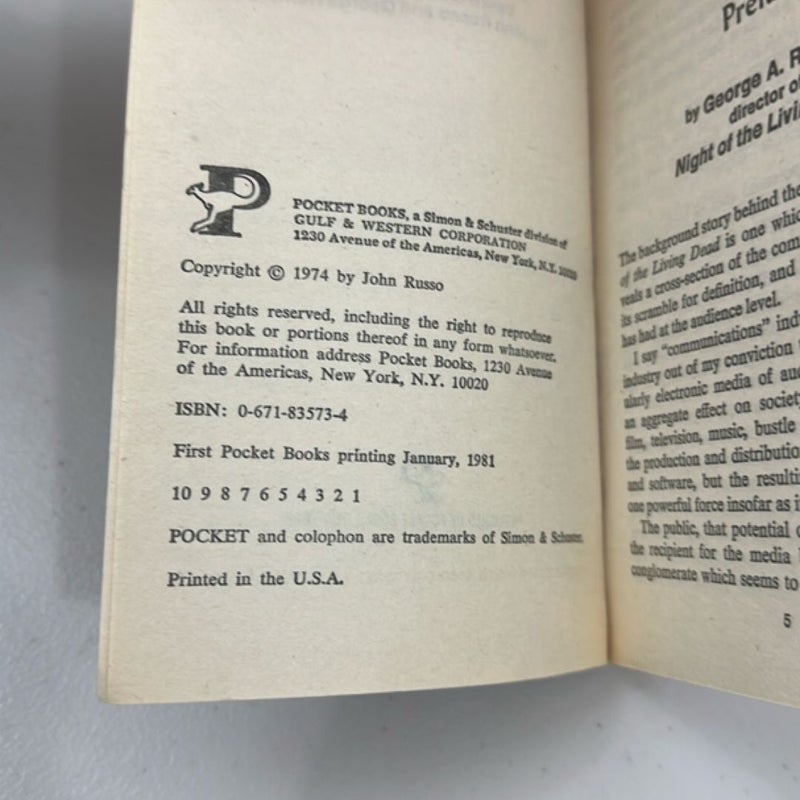 P
POCKET BOOKS, a Simon & Schuster division of
GULF & WESTERN CORPORATION
1230 Avenue of the Americas, New York, N.Y. 10020
Copyright © 1974 by John Russo
All rights reserved, including the right to reproduce
this book or portions thereof in any form whatsoever.
For information address Pocket Books, 1230 Avenue
of the Americas, New York, N.Y. 10020
ISBN: 0-671-83573-4
First Pocket Books printing January, 1981
10 9 8 7 6 5 4 3 2 1
POCKET and colophon are trademarks of Simon & Schuster.
Printed in the U.S.A.
by George A. R
director of
Night of the Livi
The background story behind the
of the Living Dead is one whic
veals a cross-section of the com
its scramble for definition, and
has had at the audience level.
I say “communications” ind
industry out of my conviction
ularly electronic media of aud
an aggregate effect on society
film, television, music, bustle
the production and distributio
and software, but the resulti
one powerful force insofar as i
The public, that potential
the recipient for the media
conglomerate which seems to
5